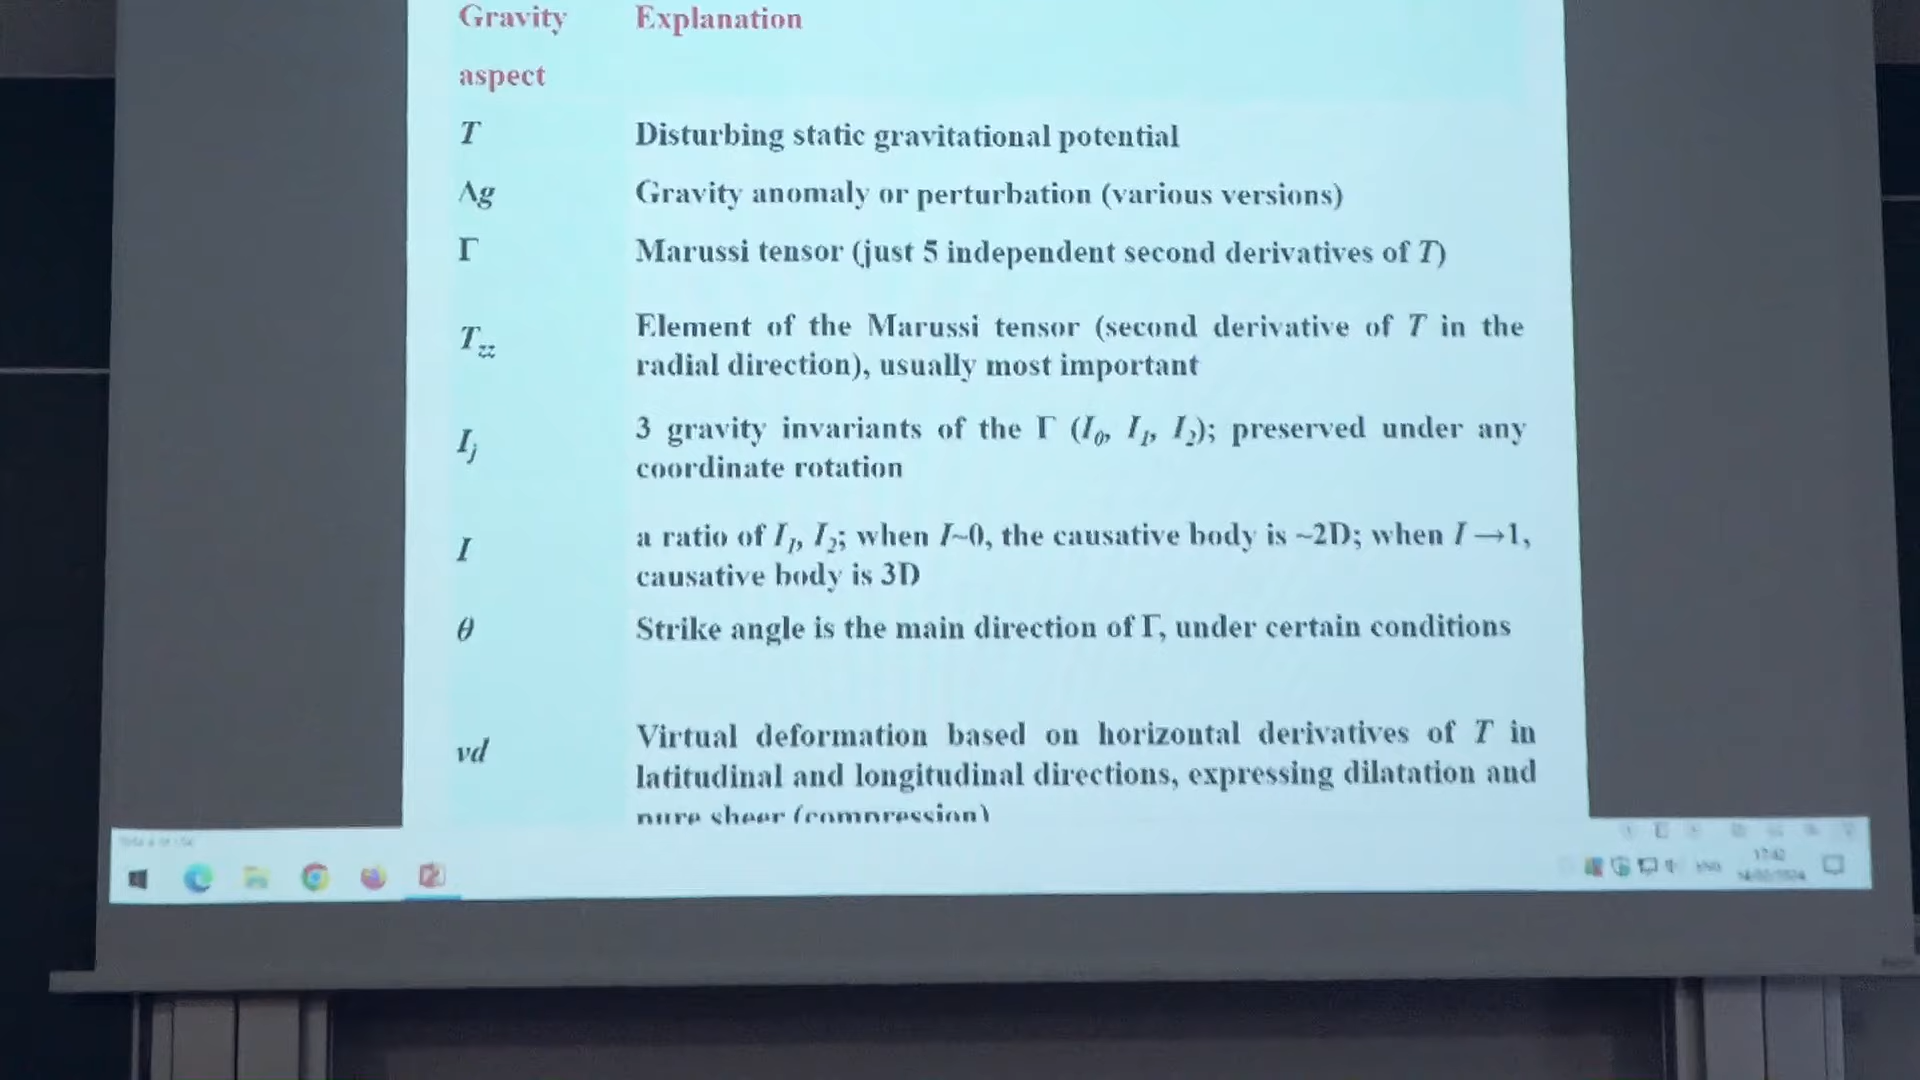 Gravity Explanation
aspect
T Disturbing static gravitational potential
Δg Gravity anomaly or perturbation (various versions)
Γ Marussi tensor (just 5 independent second derivatives of T)
Tzz Element of the Marussi tensor (second derivative of T in the
radial direction), usually most important
Ij 3 gravity invariants of the Γ (I0, I1, I2); preserved under any
coordinate rotation
I a ratio of I1, I2; when I~0, the causative body is ~2D; when I →1,
causative body is 3D
θ Strike angle is the main direction of Γ, under certain conditions
vd Virtual deformation based on horizontal derivatives of T in
latitudinal and longitudinal directions, expressing dilatation and
pure sheer (compression)
17:42